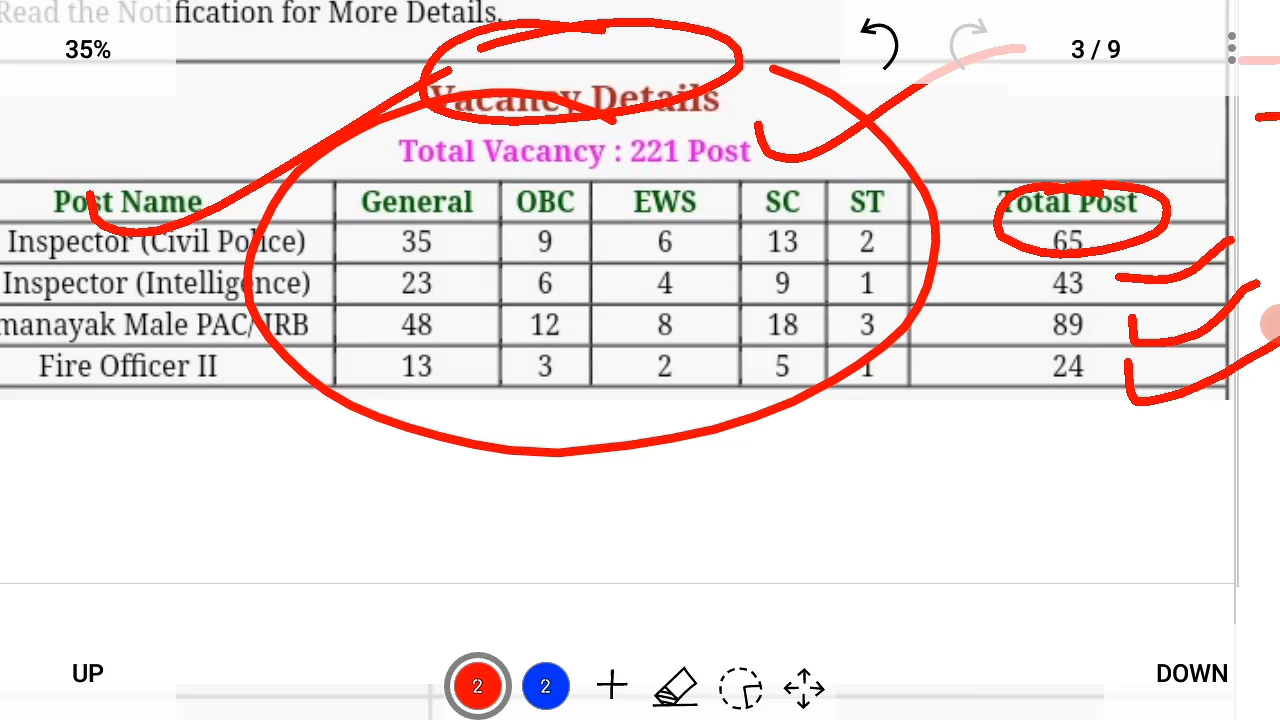 Read the Notification for More Details.
35%
3 / 9
Vacancy Details
Total Vacancy : 221 Post
Post Name General OBC EWS SC ST Total Post
Inspector (Civil Police) 35 9 6 13 2 65
Inspector (Intelligence) 23 6 4 9 1 43
manayak Male PAC/ IRB 48 12 8 18 3 89
Fire Officer II 13 3 2 5 1 24
UP
2
2
DOWN